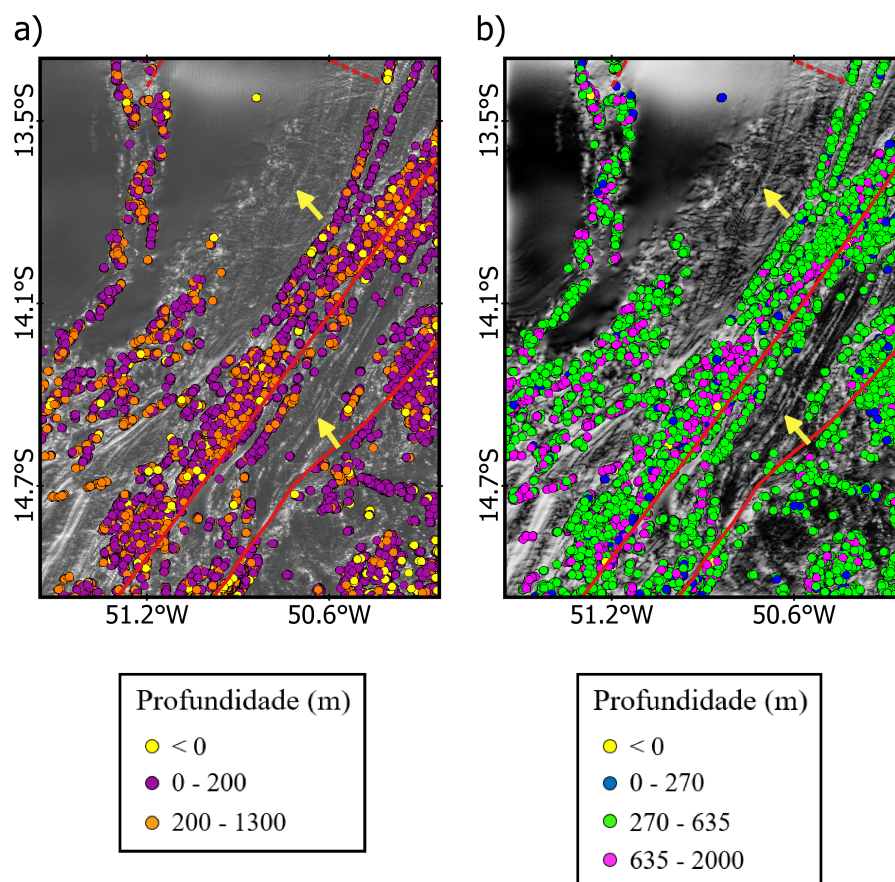 a)
b)
13.5°S
14.1°S
14.7°S
51.2°W
50.6°W
13.5°S
14.1°S
14.7°S
51.2°W
50.6°W
Profundidade (m)
< 0
0 - 200
200 - 1300
Profundidade (m)
< 0
0 - 270
270 - 635
635 - 2000